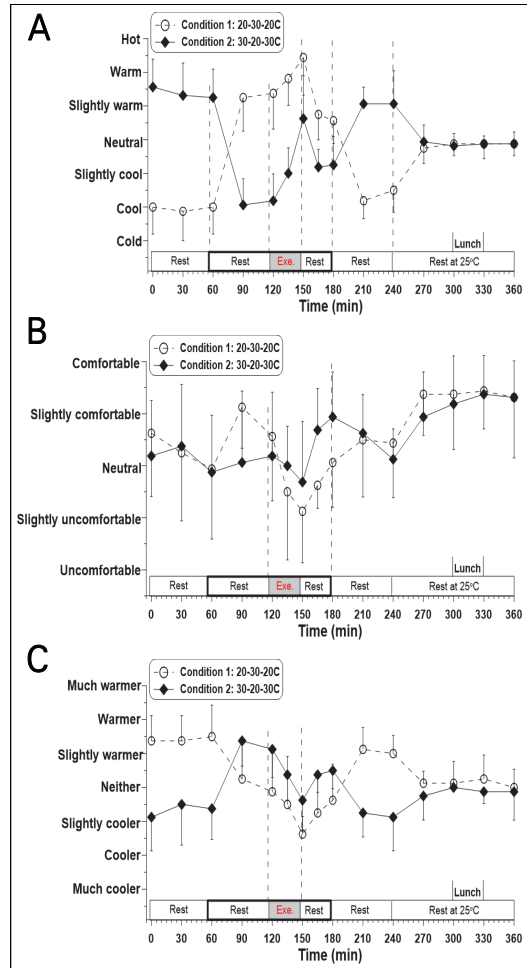 A
Condition 1: 20-30-20C
Condition 2: 30-20-30C
Hot
Warm
Slightly warm
Neutral
Slightly cool
Cool
Cold
Lunch
Rest Rest Exe. Rest Rest Rest at 25°C
0 30 60 90 120 150 180 210 240 270 300 330 360
Time (min)
B
Condition 1: 20-30-20C
Condition 2: 30-20-30C
Comfortable
Slightly comfortable
Neutral
Slightly uncomfortable
Uncomfortable
Lunch
Rest Rest Exe. Rest Rest Rest at 25°C
0 30 60 90 120 150 180 210 240 270 300 330 360
Time (min)
C
Condition 1: 20-30-20C
Condition 2: 30-20-30C
Much warmer
Warmer
Slightly warmer
Neither
Slightly cooler
Cooler
Much cooler
Lunch
Rest Rest Exe. Rest Rest Rest at 25°C
0 30 60 90 120 150 180 210 240 270 300 330 360
Time (min)